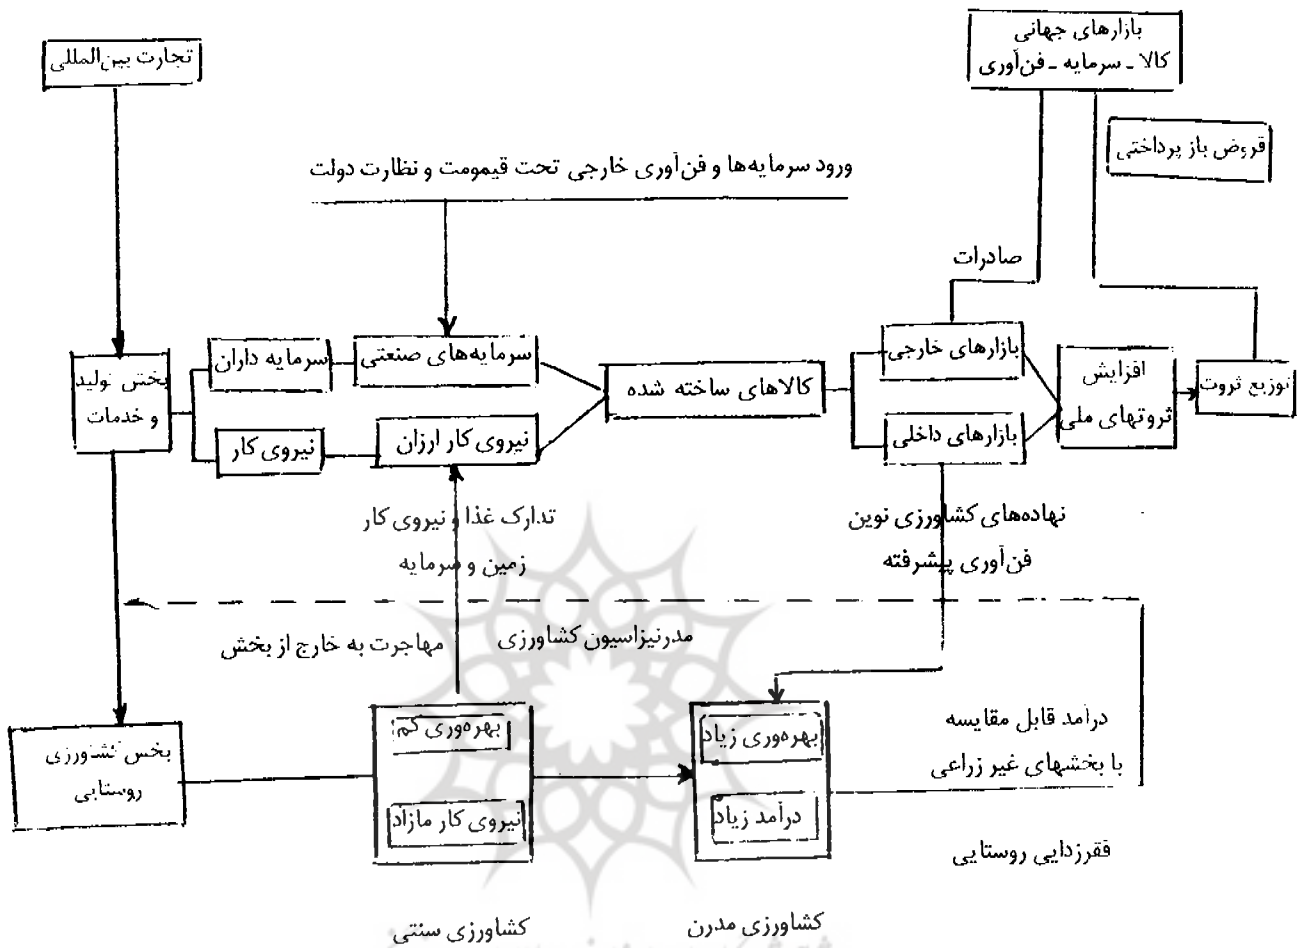 بازارهای جهانی
کالا ـ سرمایه ـ فن‌آوری
تجارت بین‌المللی
قروض باز پرداختی
ورود سرمایه‌ها و فن‌آوری خارجی تحت قیمومت و نظارت دولت
صادرات
بخش تولید
و خدمات
سرمایه داران
سرمایه‌های صنعتی
نیروی کار
نیروی کار ارزان
کالاهای ساخته شده
بازارهای خارجی
بازارهای داخلی
افزایش
ثروتهای ملی
توزیع ثروت
تدارک غذا و نیروی کار
زمین و سرمایه
نهاده‌های کشاورزی نوین
فن‌آوری پیشرفته
مهاجرت به خارج از بخش
مدرنیزاسیون کشاورزی
بخش کشاورزی
روستایی
بهره‌وری کم
نیروی کار مازاد
بهره‌وری زیاد
درآمد زیاد
درآمد قابل مقایسه
با بخشهای غیر زراعی
فقرزدایی روستایی
کشاورزی مدرن
کشاورزی سنتی